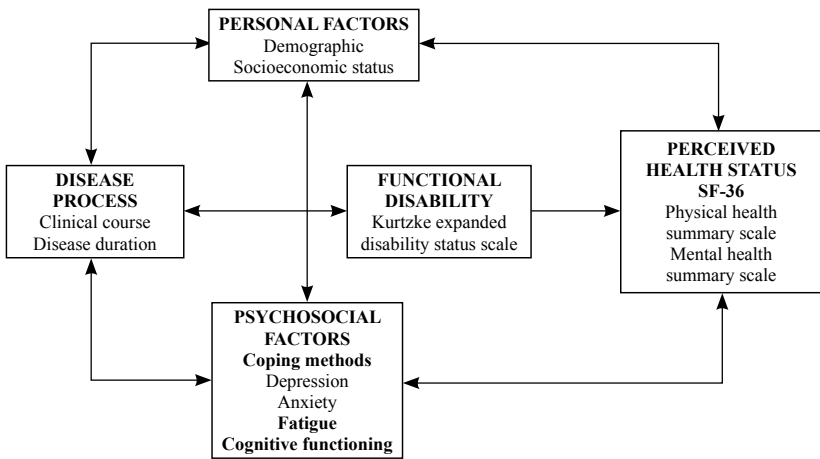 PERSONAL FACTORS
Demographic
Socioeconomic status
DISEASE
PROCESS
Clinical course
Disease duration
FUNCTIONAL
DISABILITY
Kurtzke expanded
disability status scale
PERCEIVED
HEALTH STATUS
SF-36
Physical health
summary scale
Mental health
summary scale
PSYCHOSOCIAL
FACTORS
Coping methods
Depression
Anxiety
Fatigue
Cognitive functioning